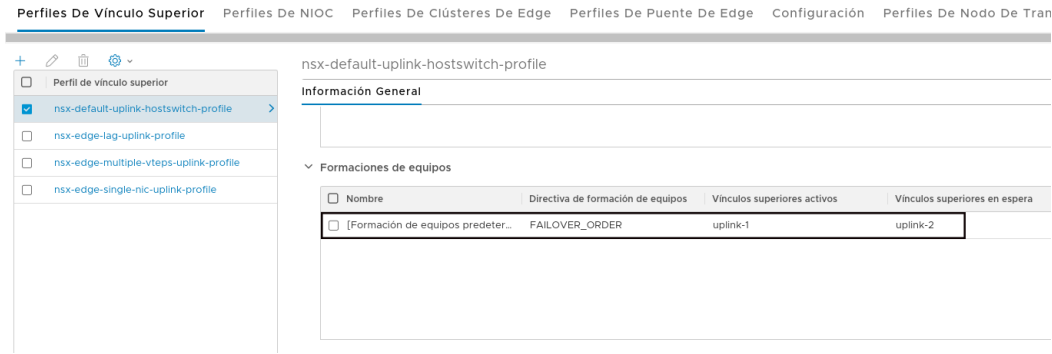 Perfiles De Vínculo Superior Perfiles De NIOC Perfiles De Clústeres De Edge Perfiles De Puente De Edge Configuración Perfiles De Nodo De Tran
nsx-default-uplink-hostswitch-profile
Perfil de vínculo superior
Información General
nsx-default-uplink-hostswitch-profile
nsx-edge-lag-uplink-profile
nsx-edge-multiple-vteps-uplink-profile
nsx-edge-single-nic-uplink-profile
Formaciones de equipos
Nombre Directiva de formación de equipos Vínculos superiores activos Vínculos superiores en espera
[Formación de equipos predeter... FAILOVER_ORDER uplink-1 uplink-2